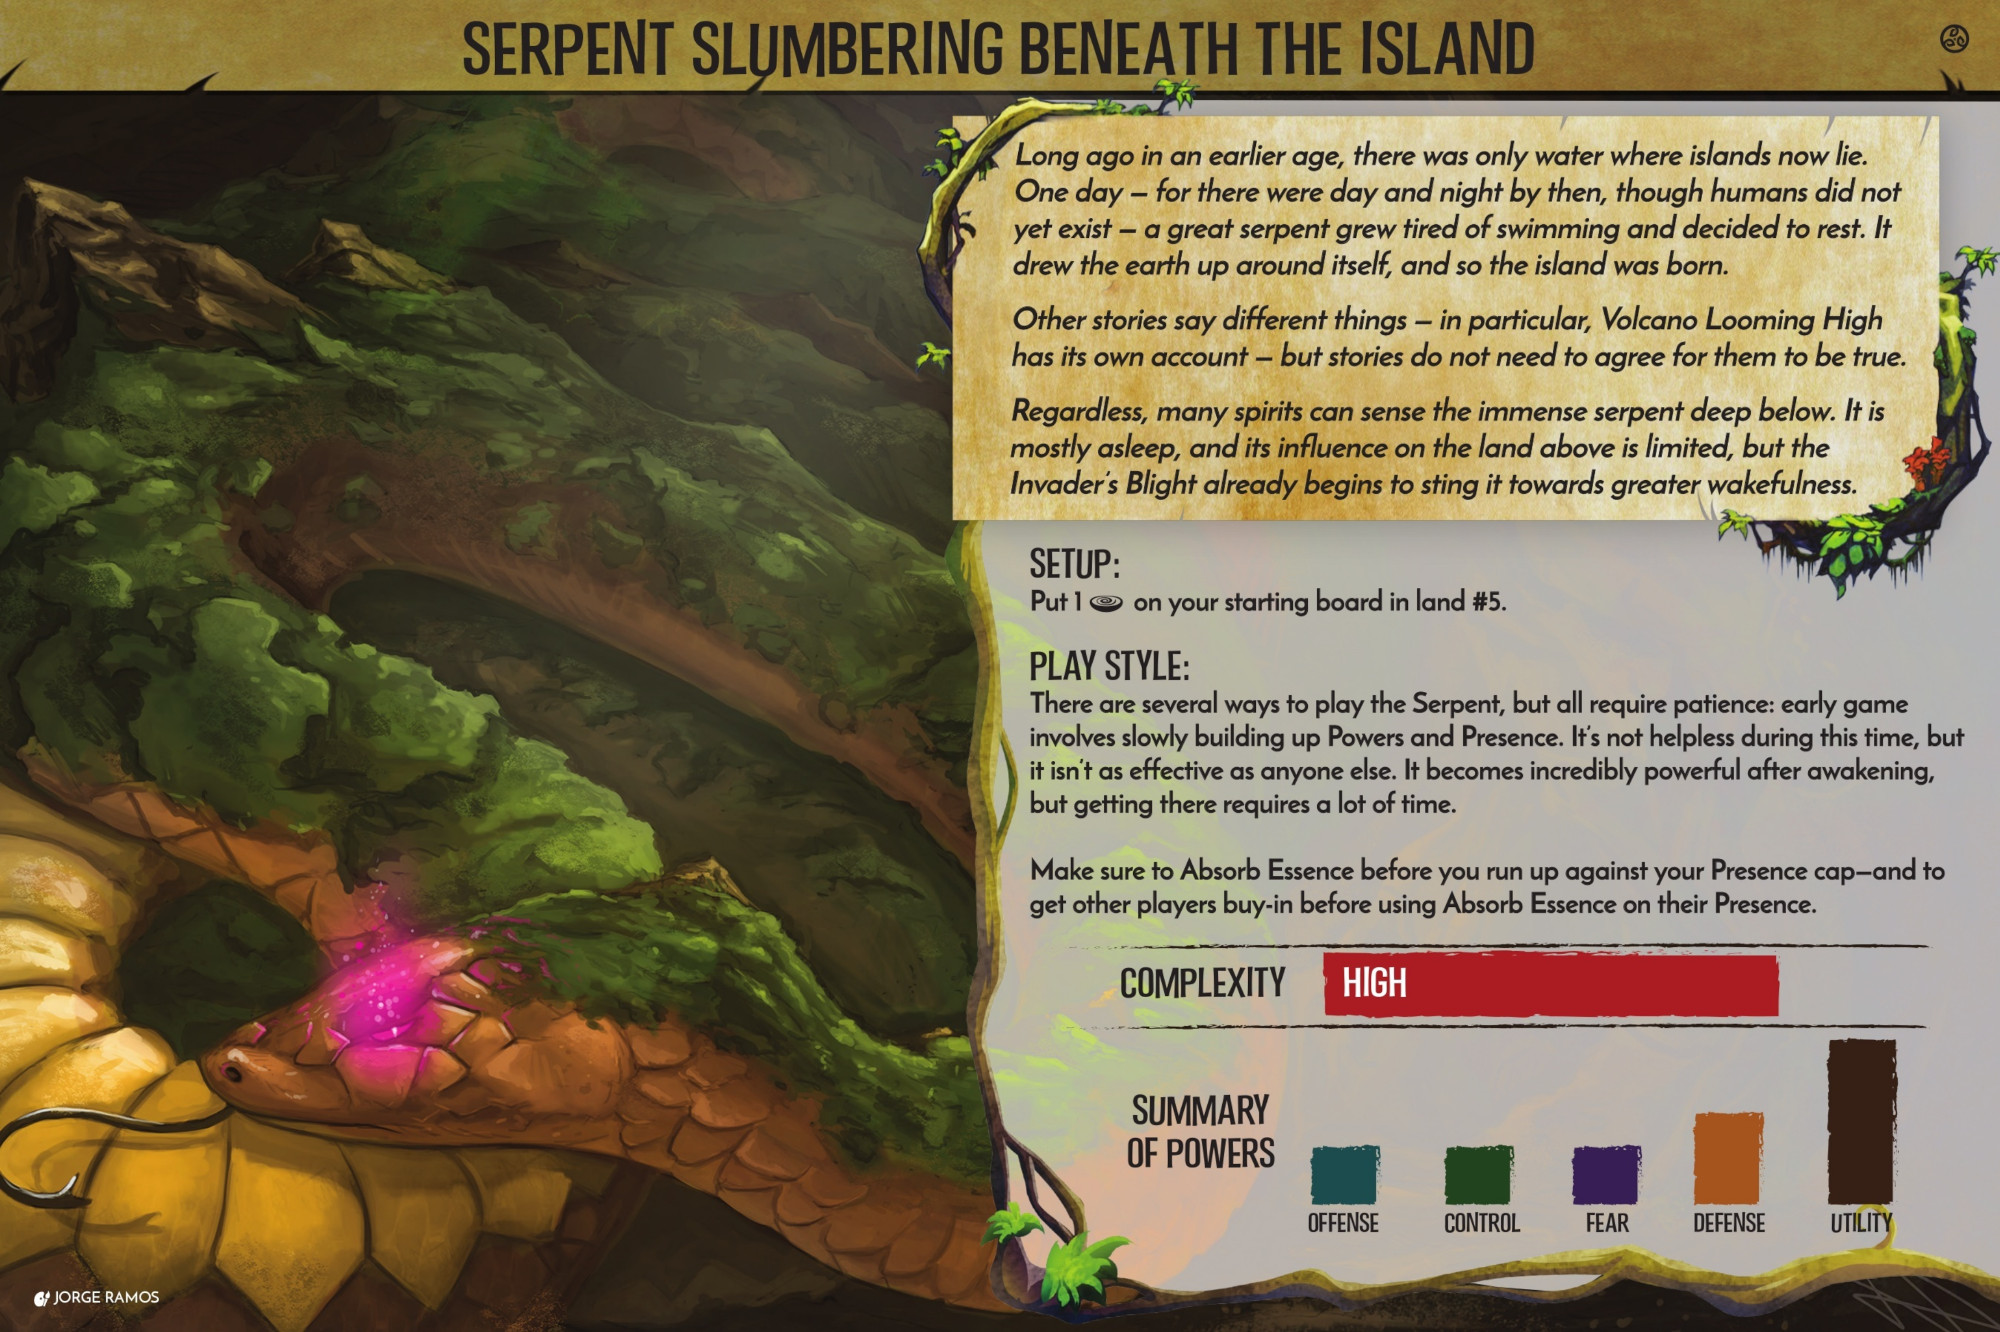 SERPENT SLUMBERING BENEATH THE ISLAND
Long ago in an earlier age, there was only water where islands now lie.
One day – for there were day and night by then, though humans did not
yet exist – a great serpent grew tired of swimming and decided to rest. It
drew the earth up around itself, and so the island was born.
Other stories say different things – in particular, Volcano Looming High
has its own account – but stories do not need to agree for them to be true.
Regardless, many spirits can sense the immense serpent deep below. It is
mostly asleep, and its influence on the land above is limited, but the
Invader's Blight already begins to sting it towards greater wakefulness.
SETUP:
Put 1 on your starting board in land #5.
PLAY STYLE:
There are several ways to play the Serpent, but all require patience: early game
involves slowly building up Powers and Presence. It's not helpless during this time, but
it isn't as effective as anyone else. It becomes incredibly powerful after awakening,
but getting there requires a lot of time.
Make sure to Absorb Essence before you run up against your Presence cap—and to
get other players buy-in before using Absorb Essence on their Presence.
COMPLEXITY HIGH
SUMMARY
OF POWERS
OFFENSE CONTROL FEAR DEFENSE UTILITY
JORGE RAMOS